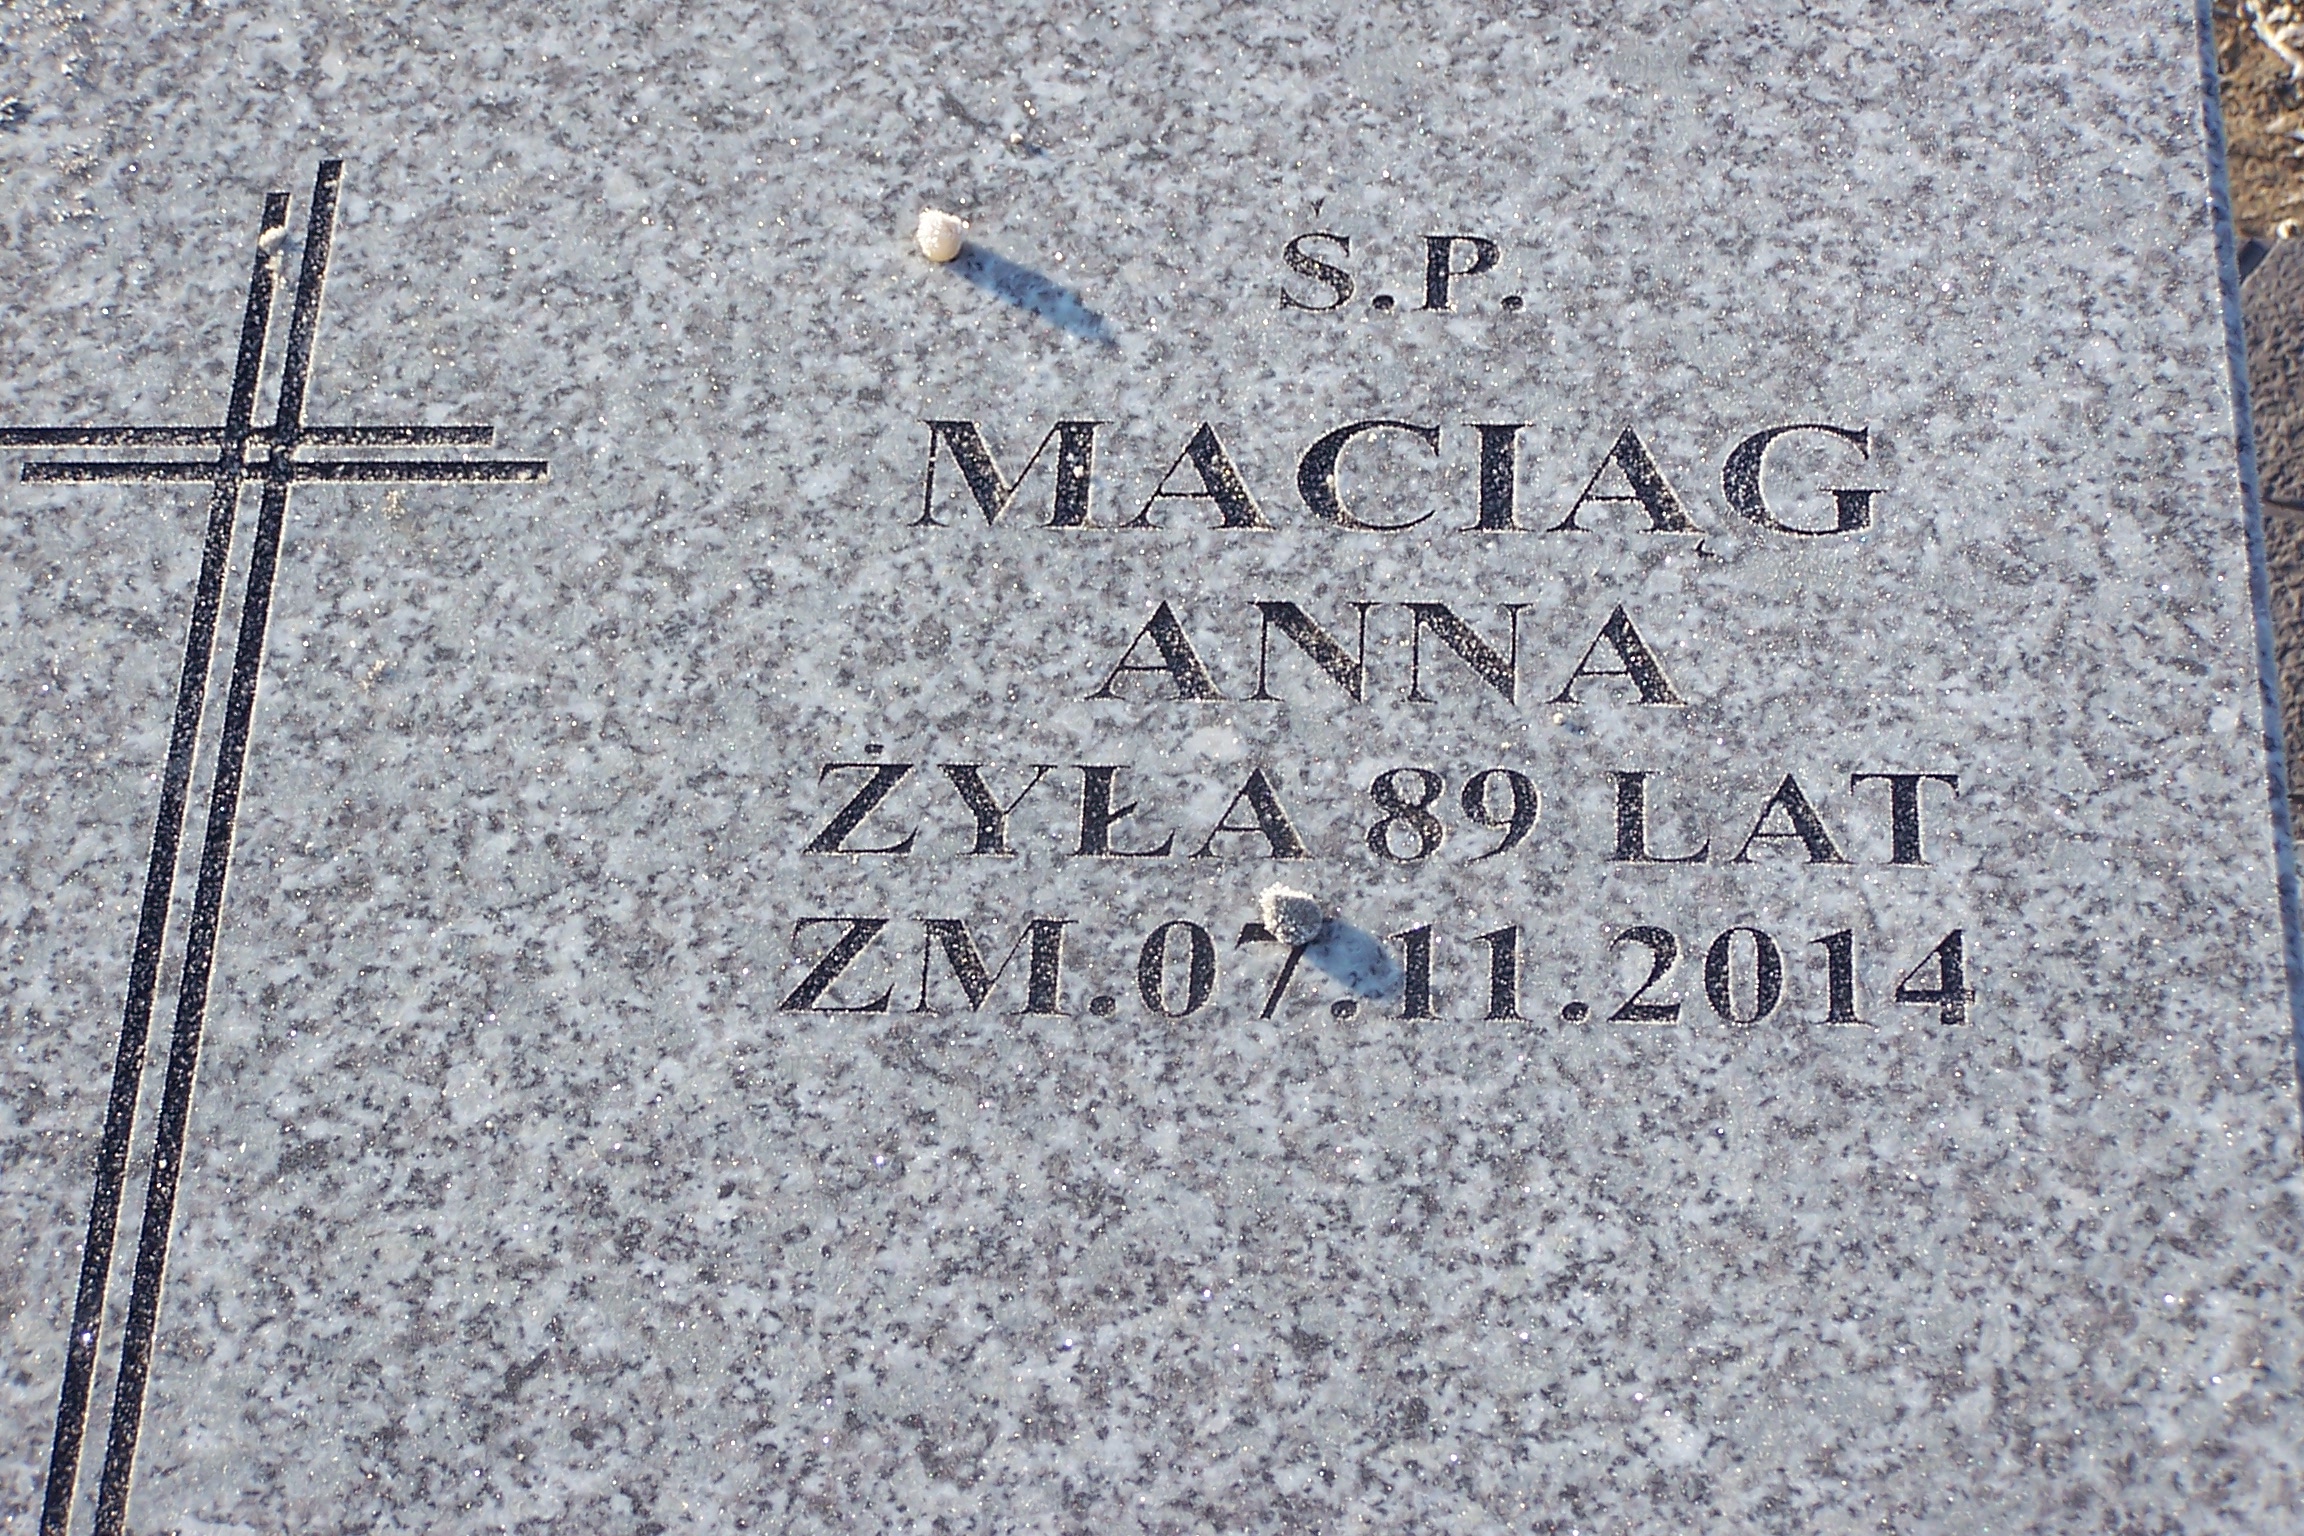 Ś.P.
MACIĄG
ANNA
ŻYŁA 89 LAT
ZM.07.11.2014